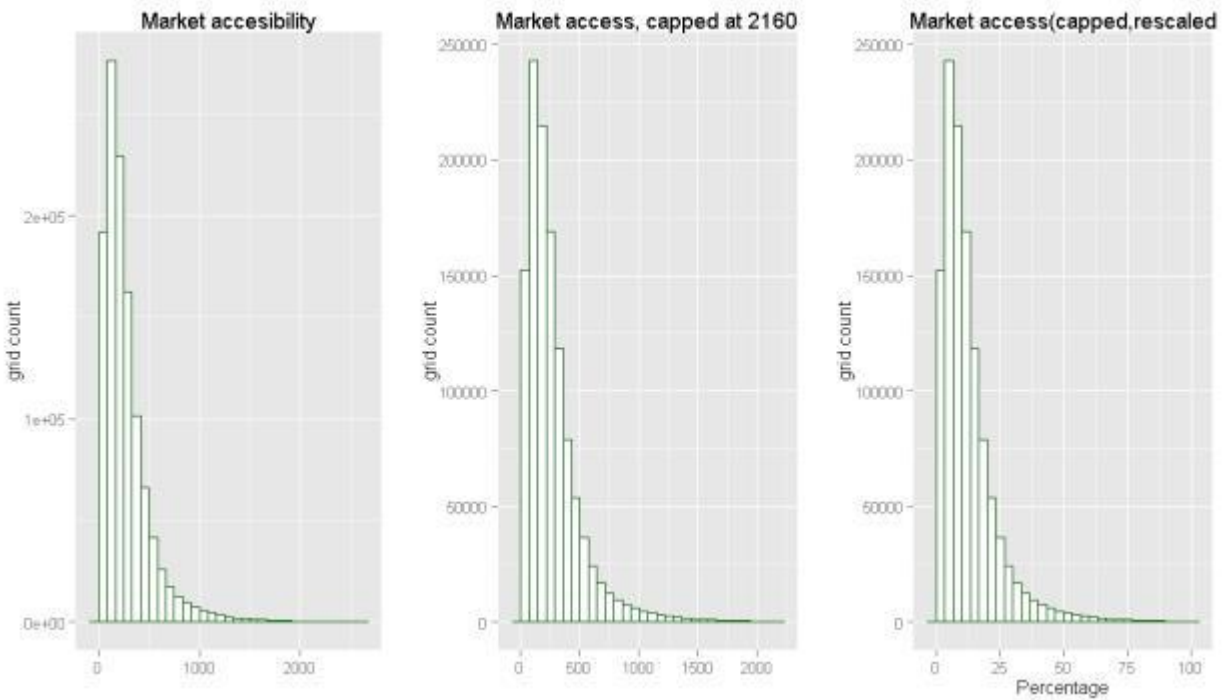 Market accesibility
grid count
2e+05
1e+05
0e+00
0 1000 2000
Market access, capped at 2160
grid count
250000
200000
150000
100000
50000
0
0 500 1000 1500 2000
Market access(capped,rescaled
grid count
250000
200000
150000
100000
50000
0
0 25 50 75 100
Percentage